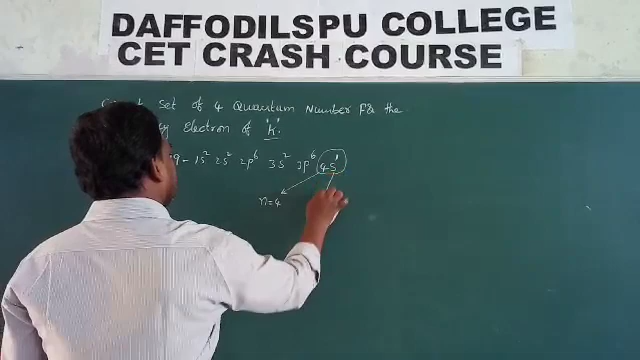 DAFFODILSPU COLLEGE
CET CRASH COURSE
set of 4 Quantum Number For the
Electron of 'K'.
19 - 1s² 2s² 2p⁶ 3s² 3p⁶ 4s¹
n=4